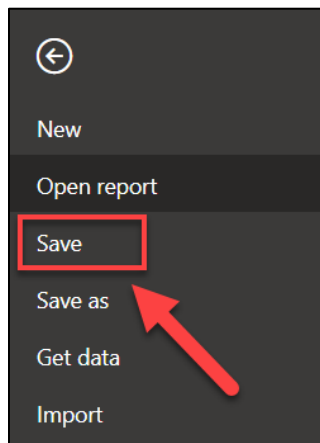 New
Open report
Save
Save as
Get data
Import